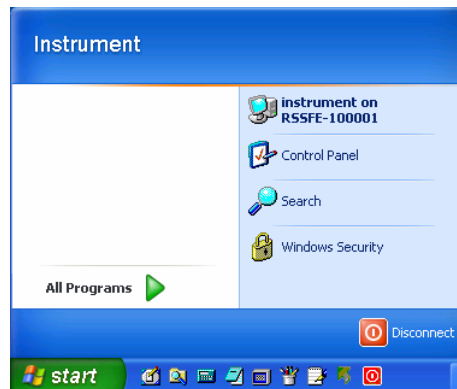 Instrument
instrument on
RSSFE-100001
Control Panel
Search
Windows Security
All Programs
Disconnect
start